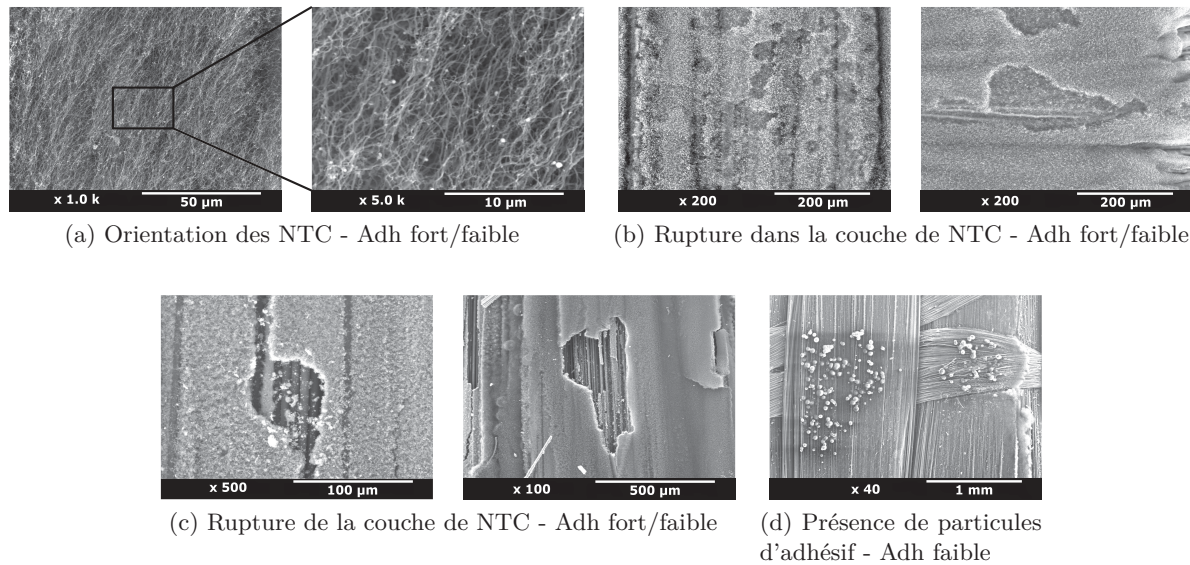 x 1.0 k 50 µm
x 5.0 k 10 µm
x 200 200 µm
x 200 200 µm
(a) Orientation des NTC - Adh fort/faible
(b) Rupture dans la couche de NTC - Adh fort/faible
x 500 100 µm
x 100 500 µm
x 40 1 mm
(c) Rupture de la couche de NTC - Adh fort/faible
(d) Présence de particules
d'adhésif - Adh faible